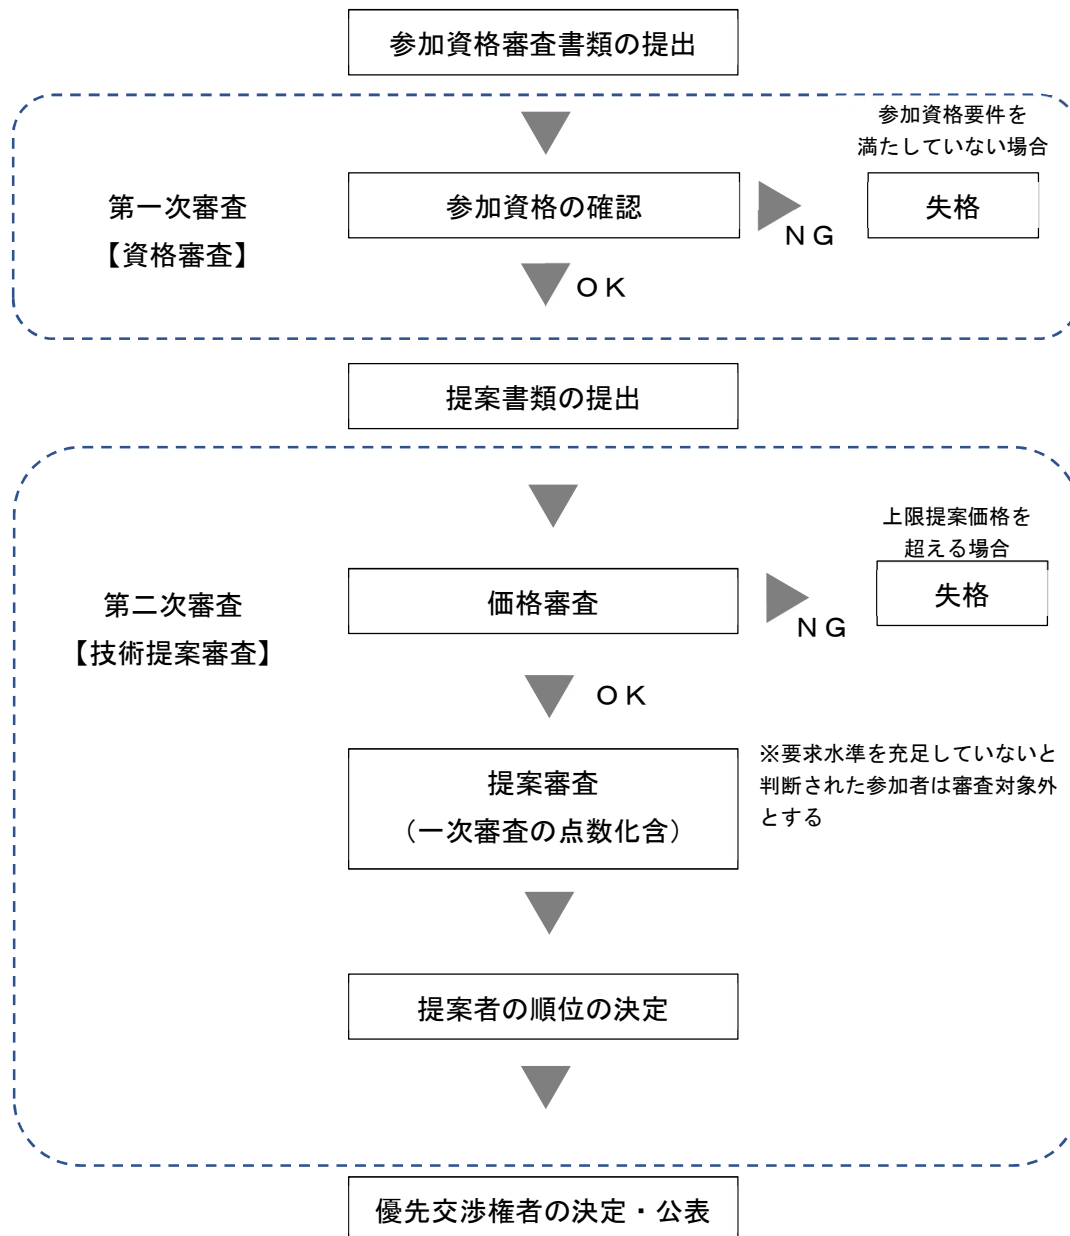 参加資格審査書類の提出
参加資格要件を
満たしていない場合
第一次審査
【資格審査】
参加資格の確認
ＮＧ
失格
ＯＫ
提案書類の提出
上限提案価格を
超える場合
第二次審査
【技術提案審査】
価格審査
ＮＧ
失格
ＯＫ
提案審査
（一次審査の点数化含）
※要求水準を充足していないと
判断された参加者は審査対象外
とする
提案者の順位の決定
優先交渉権者の決定・公表